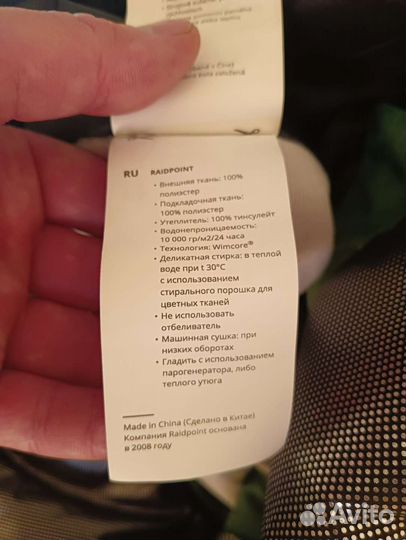 RU RAIDPOINT
• Внешняя ткань: 100%
полиэстер
• Подкладочная ткань:
100% полиэстер
• Утеплитель: 100% тинсулейт
• Водонепроницаемость:
10 000 гр/м2/24 часа
• Технология: Wimcore®
• Деликатная стирка: в теплой
воде при t 30°C
с использованием
стирального порошка для
цветных тканей
• Не использовать
отбеливатель
• Машинная сушка: при
низких оборотах
• Гладить с использованием
парогенератора, либо
теплого утюга
Made in China (Сделано в Китае)
Компания Raidpoint основана
в 2008 году
Avito